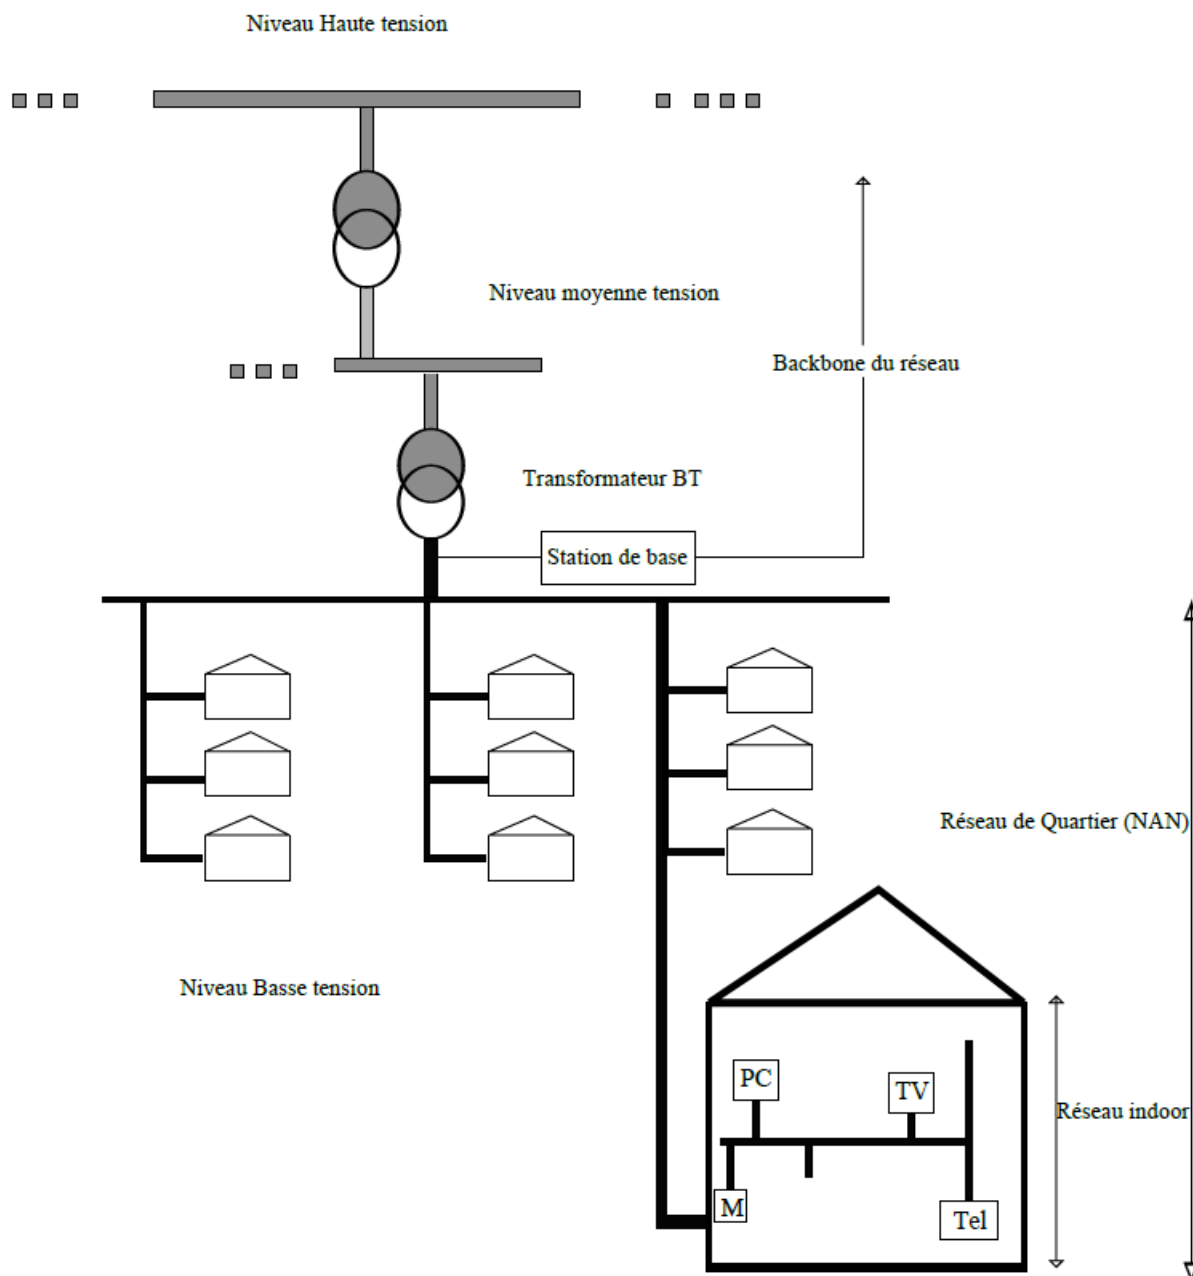 Niveau Haute tension
Niveau moyenne tension
Backbone du réseau
Transformateur BT
Station de base
Réseau de Quartier (NAN)
Niveau Basse tension
PC
TV
Réseau indoor
M
Tel